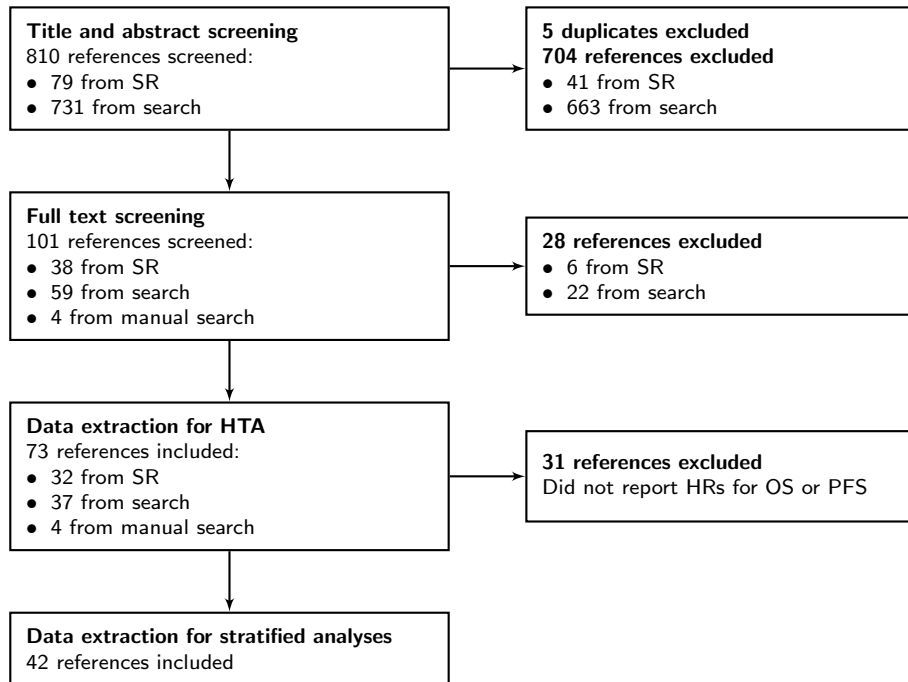 Title and abstract screening
810 references screened:
• 79 from SR
• 731 from search
5 duplicates excluded
704 references excluded
• 41 from SR
• 663 from search
Full text screening
101 references screened:
• 38 from SR
• 59 from search
• 4 from manual search
28 references excluded
• 6 from SR
• 22 from search
Data extraction for HTA
73 references included:
• 32 from SR
• 37 from search
• 4 from manual search
31 references excluded
Did not report HRs for OS or PFS
Data extraction for stratified analyses
42 references included